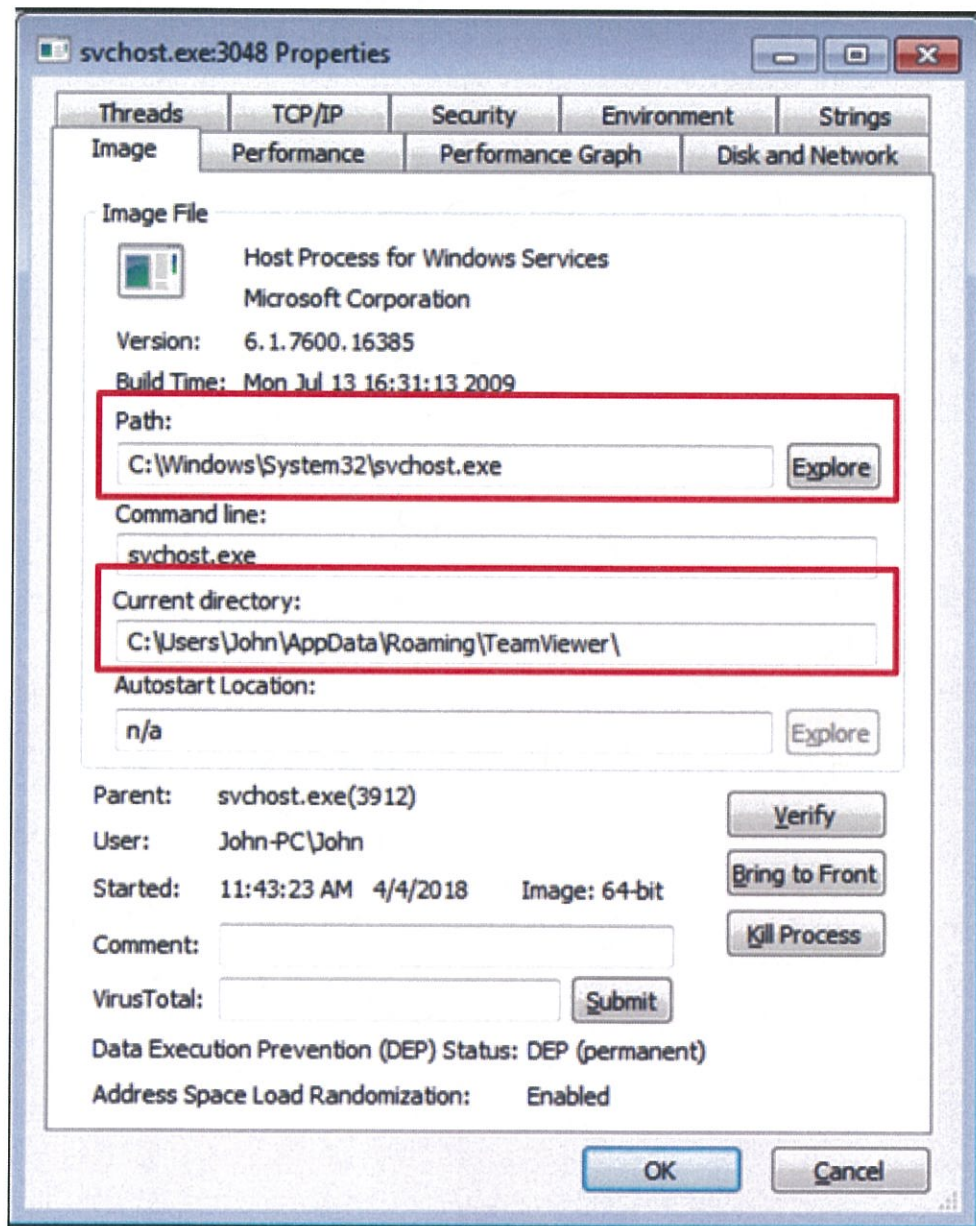 svchost.exe:3048 Properties
Threads TCP/IP Security Environment Strings
Image Performance Performance Graph Disk and Network
Image File
Host Process for Windows Services
Microsoft Corporation
Version: 6.1.7600.16385
Build Time: Mon Jul 13 16:31:13 2009
Path:
C:\Windows\System32\svchost.exe Explore
Command line:
svchost.exe
Current directory:
C:\Users\John\AppData\Roaming\TeamViewer\
Autostart Location:
n/a Explore
Parent: svchost.exe(3912)
Verify
User: John-PC\John
Started: 11:43:23 AM 4/4/2018 Image: 64-bit
Bring to Front
Comment:
Kill Process
VirusTotal: Submit
Data Execution Prevention (DEP) Status: DEP (permanent)
Address Space Load Randomization: Enabled
OK Cancel